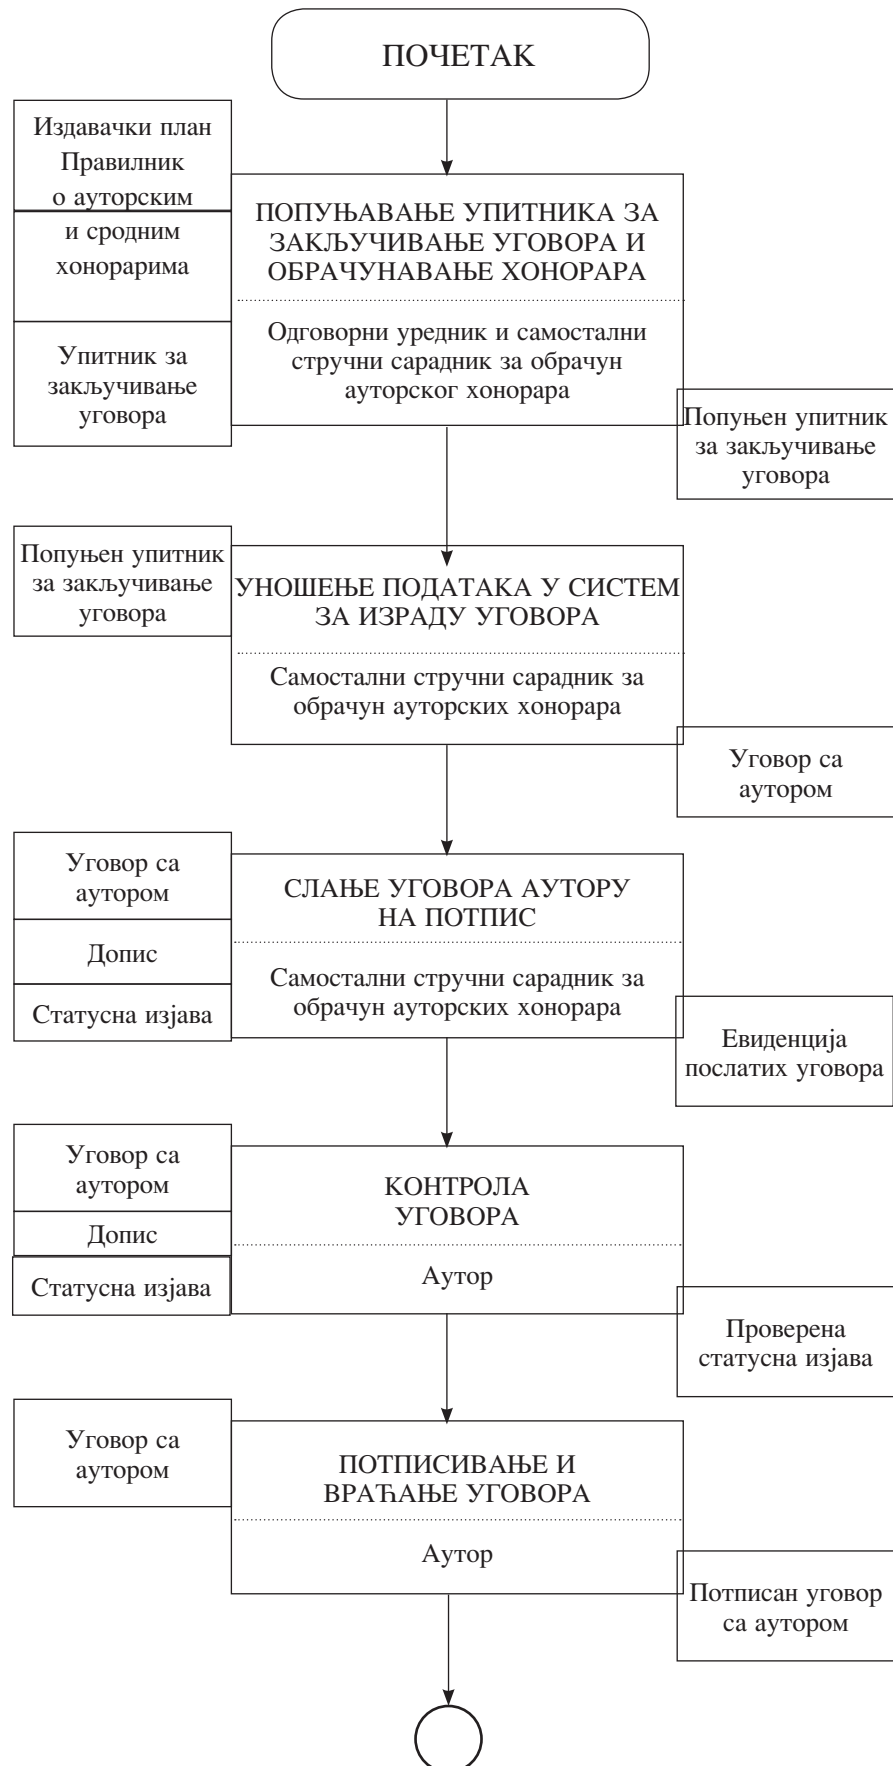 ПОЧЕТАК
Издавачки план
Правилник
о ауторским
и сродним
хонорарима
Упитник за
закључивање
уговора
ПОПУЊАВАЊЕ УПИТНИКА ЗА
ЗАКЉУЧИВАЊЕ УГОВОРА И
ОБРАЧУНАВАЊЕ ХОНОРАРА
Одговорни уредник и самостални
стручни сарадник за обрачун
ауторског хонорара
Попуњен упитник
за закључивање
уговора
Попуњен упитник
за закључивање
уговора
УНОШЕЊЕ ПОДАТАКА У СИСТЕМ
ЗА ИЗРАДУ УГОВОРА
Самостални стручни сарадник за
обрачун ауторских хонорара
Уговор са
аутором
Уговор са
аутором
Допис
Статусна изјава
СЛАЊЕ УГОВОРА АУТОРУ
НА ПОТПИС
Самостални стручни сарадник за
обрачун ауторских хонорара
Евиденција
послатих уговора
Уговор са
аутором
Допис
Статусна изјава
КОНТРОЛА
УГОВОРА
Аутор
Проверена
статусна изјава
Уговор са
аутором
ПОТПИСИВАЊЕ И
ВРАЋАЊЕ УГОВОРА
Аутор
Потписан уговор
са аутором